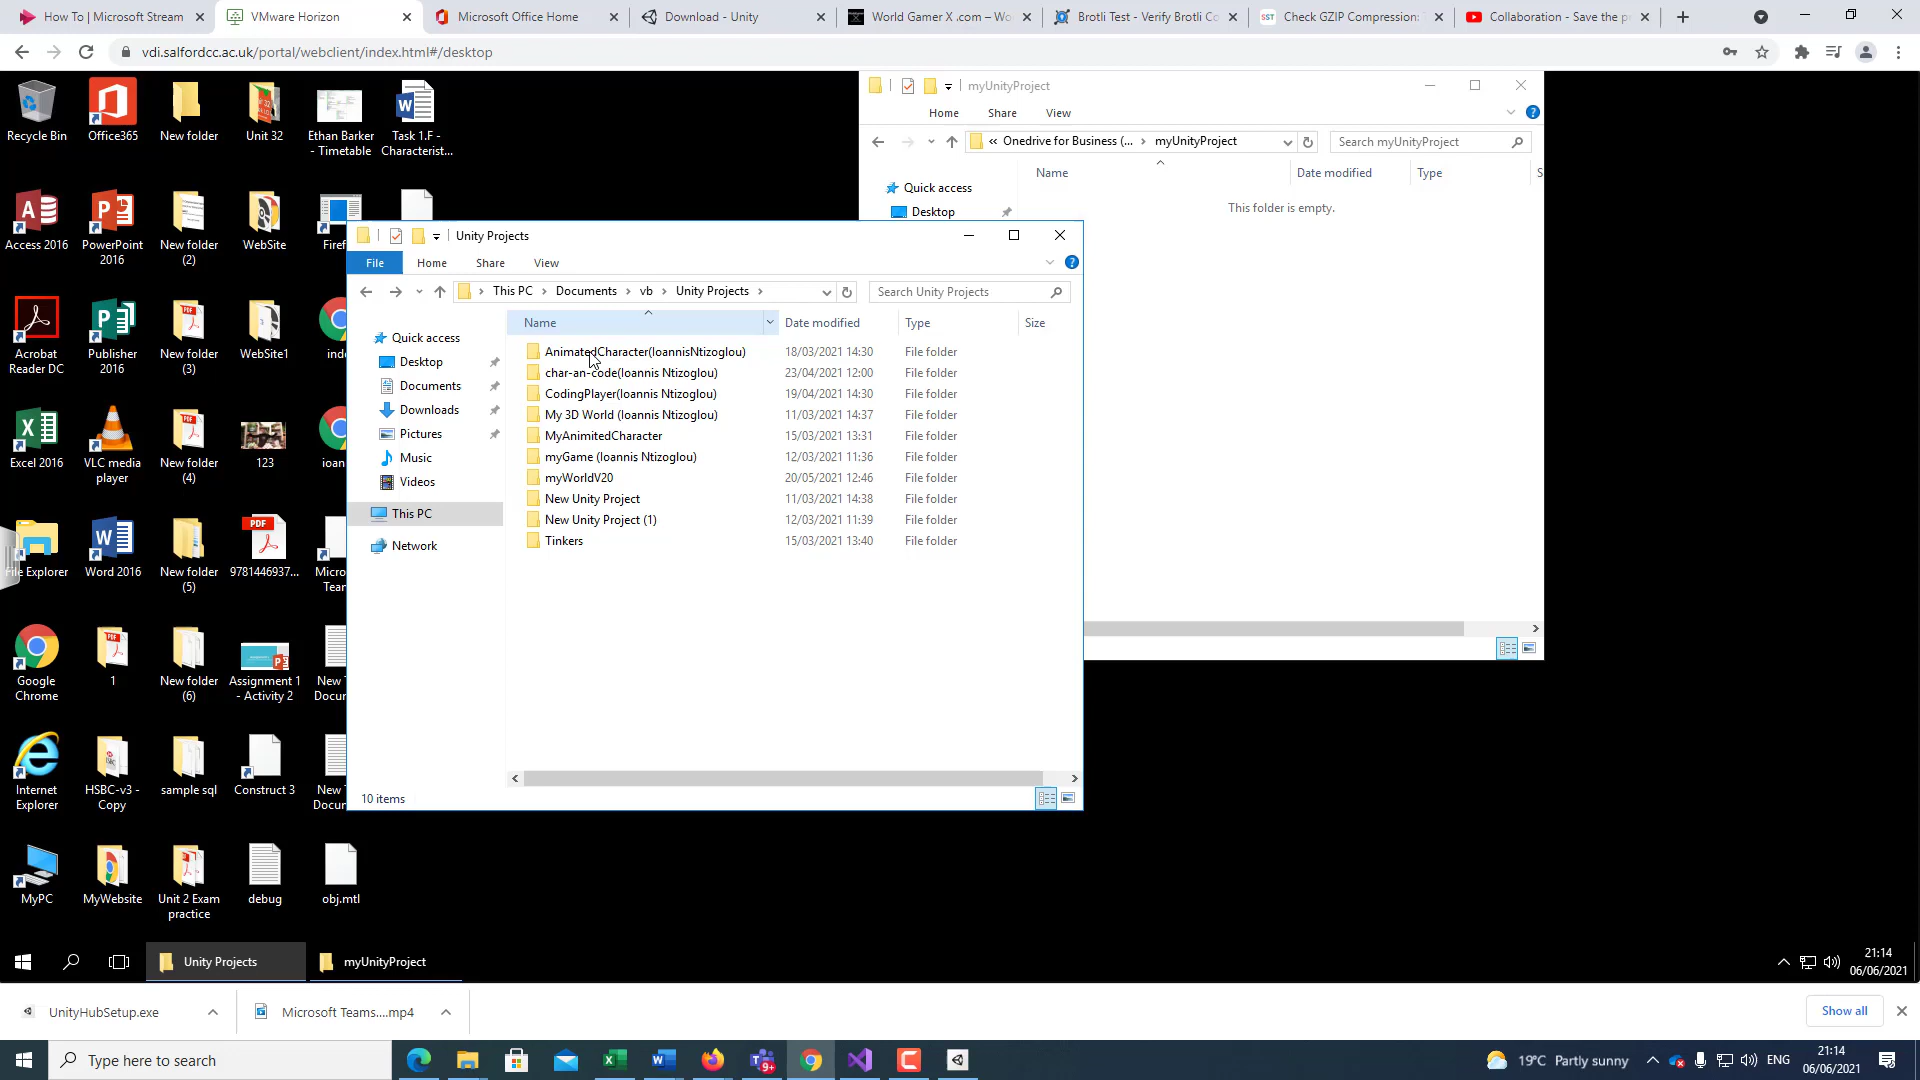 How To | Microsoft Stream
VMware Horizon
Microsoft Office Home
Download - Unity
World Gamer X .com – Wo
Brotli Test - Verify Brotli Co
Check GZIP Compression:
Collaboration - Save the p
vdi.salfordcc.ac.uk/portal/webclient/index.html#/desktop
Recycle Bin
Office365
New folder
Unit 32
Ethan Barker - Timetable
Task 1.F - Characterist...
myUnityProject
Home
Share
View
« Onedrive for Business (... › myUnityProject
Search myUnityProject
Name
Date modified
Type
S
Quick access
Desktop
This folder is empty.
Access 2016
PowerPoint 2016
New folder (2)
WebSite
Firef
Unity Projects
File
Home
Share
View
This PC › Documents › vb › Unity Projects ›
Search Unity Projects
Name
Date modified
Type
Size
Quick access
Desktop
Documents
Downloads
Pictures
Music
Videos
This PC
Network
AnimatedCharacter(IoannisNtizoglou) 18/03/2021 14:30 File folder
char-an-code(Ioannis Ntizoglou) 23/04/2021 12:00 File folder
CodingPlayer(Ioannis Ntizoglou) 19/04/2021 14:30 File folder
My 3D World (Ioannis Ntizoglou) 11/03/2021 14:37 File folder
MyAnimitedCharacter 15/03/2021 13:31 File folder
myGame (Ioannis Ntizoglou) 12/03/2021 11:36 File folder
myWorldV20 20/05/2021 12:46 File folder
New Unity Project 11/03/2021 14:38 File folder
New Unity Project (1) 12/03/2021 11:39 File folder
Tinkers 15/03/2021 13:40 File folder
10 items
Acrobat Reader DC
Publisher 2016
New folder (3)
WebSite1
inde
Excel 2016
VLC media player
New folder (4)
123
ioan
File Explorer
Word 2016
New folder (5)
PDF
9781446937...
Micro Tean
Google Chrome
1
New folder (6)
Assignment 1 - Activity 2
New T Docum
Internet Explorer
HSBC-v3 - Copy
sample sql
Construct 3
New T Docum
MyPC
MyWebsite
Unit 2 Exam practice
debug
obj.mtl
Unity Projects
myUnityProject
21:14
06/06/2021
UnityHubSetup.exe
Microsoft Teams....mp4
Show all
Type here to search
9+
19°C Partly sunny
ENG
21:14
06/06/2021